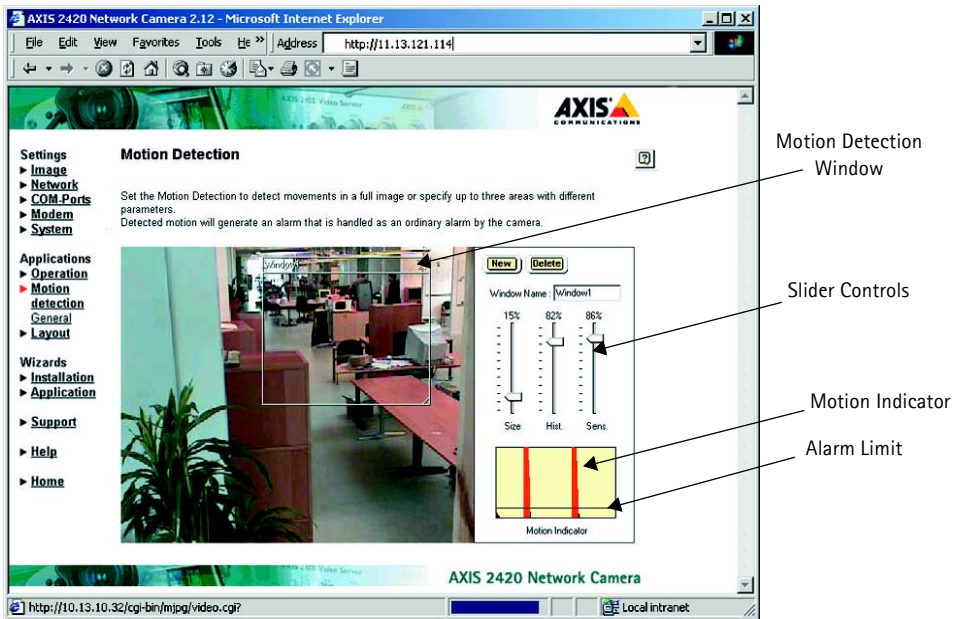 AXIS 2420 Network Camera 2.12 - Microsoft Internet Explorer
File Edit View Favorites Tools He » Address http://11.13.121.114
AXIS 2401 Video Server
AXIS
COMMUNICATIONS
Settings
Image
Network
COM-Ports
Modem
System
Applications
Operation
Motion
detection
General
Layout
Wizards
Installation
Application
Support
Help
Home
Motion Detection
Set the Motion Detection to detect movements in a full image or specify up to three areas with different
parameters.
Detected motion will generate an alarm that is handled as an ordinary alarm by the camera.
Window1
New Delete
Window Name : Window1
15% 82% 86%
Size Hist. Sens.
Motion Indicator
AXIS 2420 Network Camera
http://10.13.10.32/cgi-bin/mjpg/video.cgi?
Local intranet
Motion Detection
Window
Slider Controls
Motion Indicator
Alarm Limit